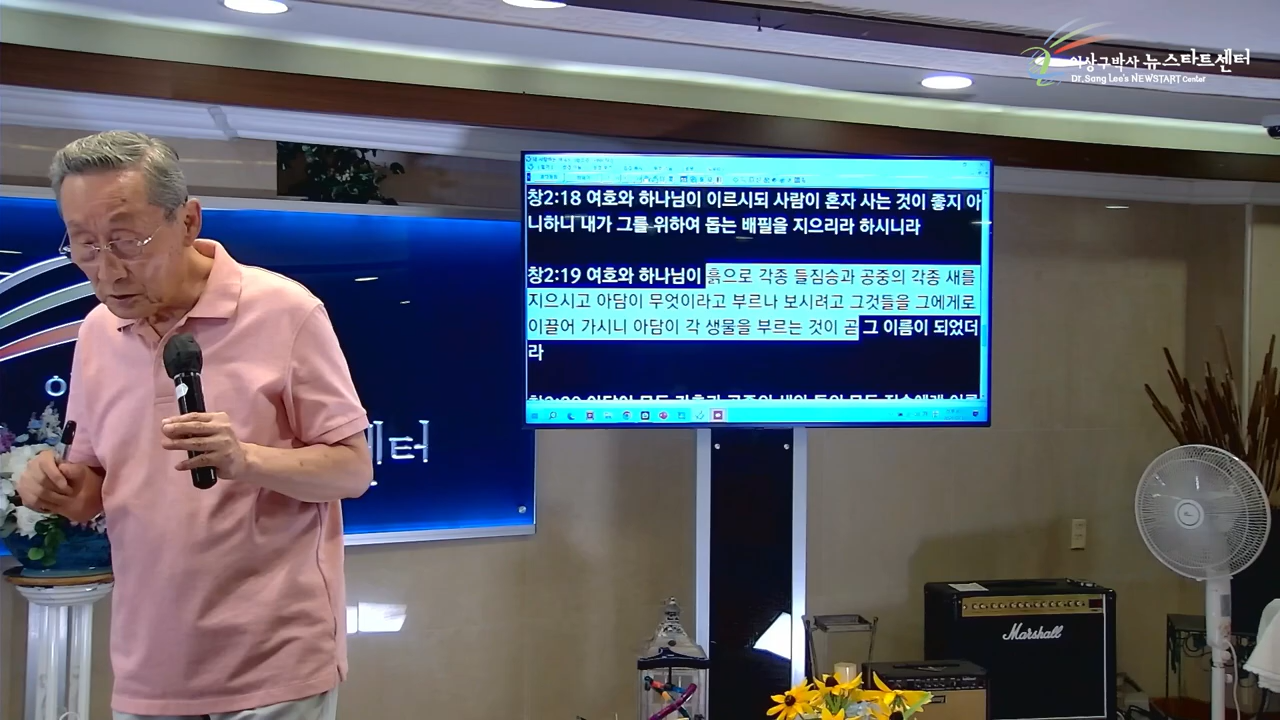 이상구박사 뉴스타트센터
Dr. Sang Lee's NEWSTART Center
창2:18 여호와 하나님이 이르시되 사람이 혼자 사는 것이 좋지 아
니하니 내가 그를 위하여 돕는 배필을 지으리라 하시니라
창2:19 여호와 하나님이 흙으로 각종 들짐승과 공중의 각종 새를
지으시고 아담이 무엇이라고 부르나 보시려고 그것들을 그에게로
이끌어 가시니 아담이 각 생물을 부르는 것이 곧 그 이름이 되었더
라
센터
Marshall